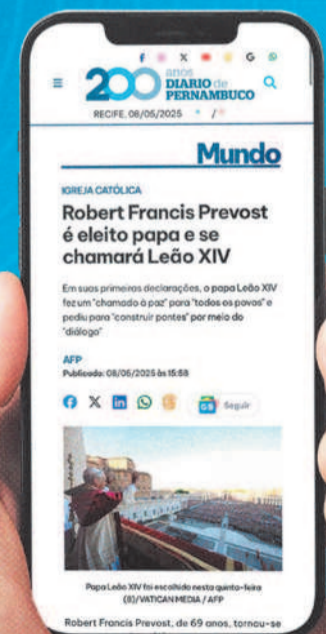 200 anos
DIARIO de
PERNAMBUCO
RECIFE, 08/05/2025 /
Mundo
IGREJA CATÓLICA
Robert Francis Prevost
é eleito papa e se
chamará Leão XIV
Em suas primeiras declarações, o papa Leão XIV
fez um "chamado à paz" para "todos os povos" e
pediu para "construir pontes" por meio do
"diálogo"
AFP
Publicado: 08/05/2025 às 15:58
Seguir
Papa Leão XIV foi escolhido nesta quinta-feira
(8)/VATICAN MEDIA / AFP
Robert Francis Prevost, de 69 anos, tornou-se